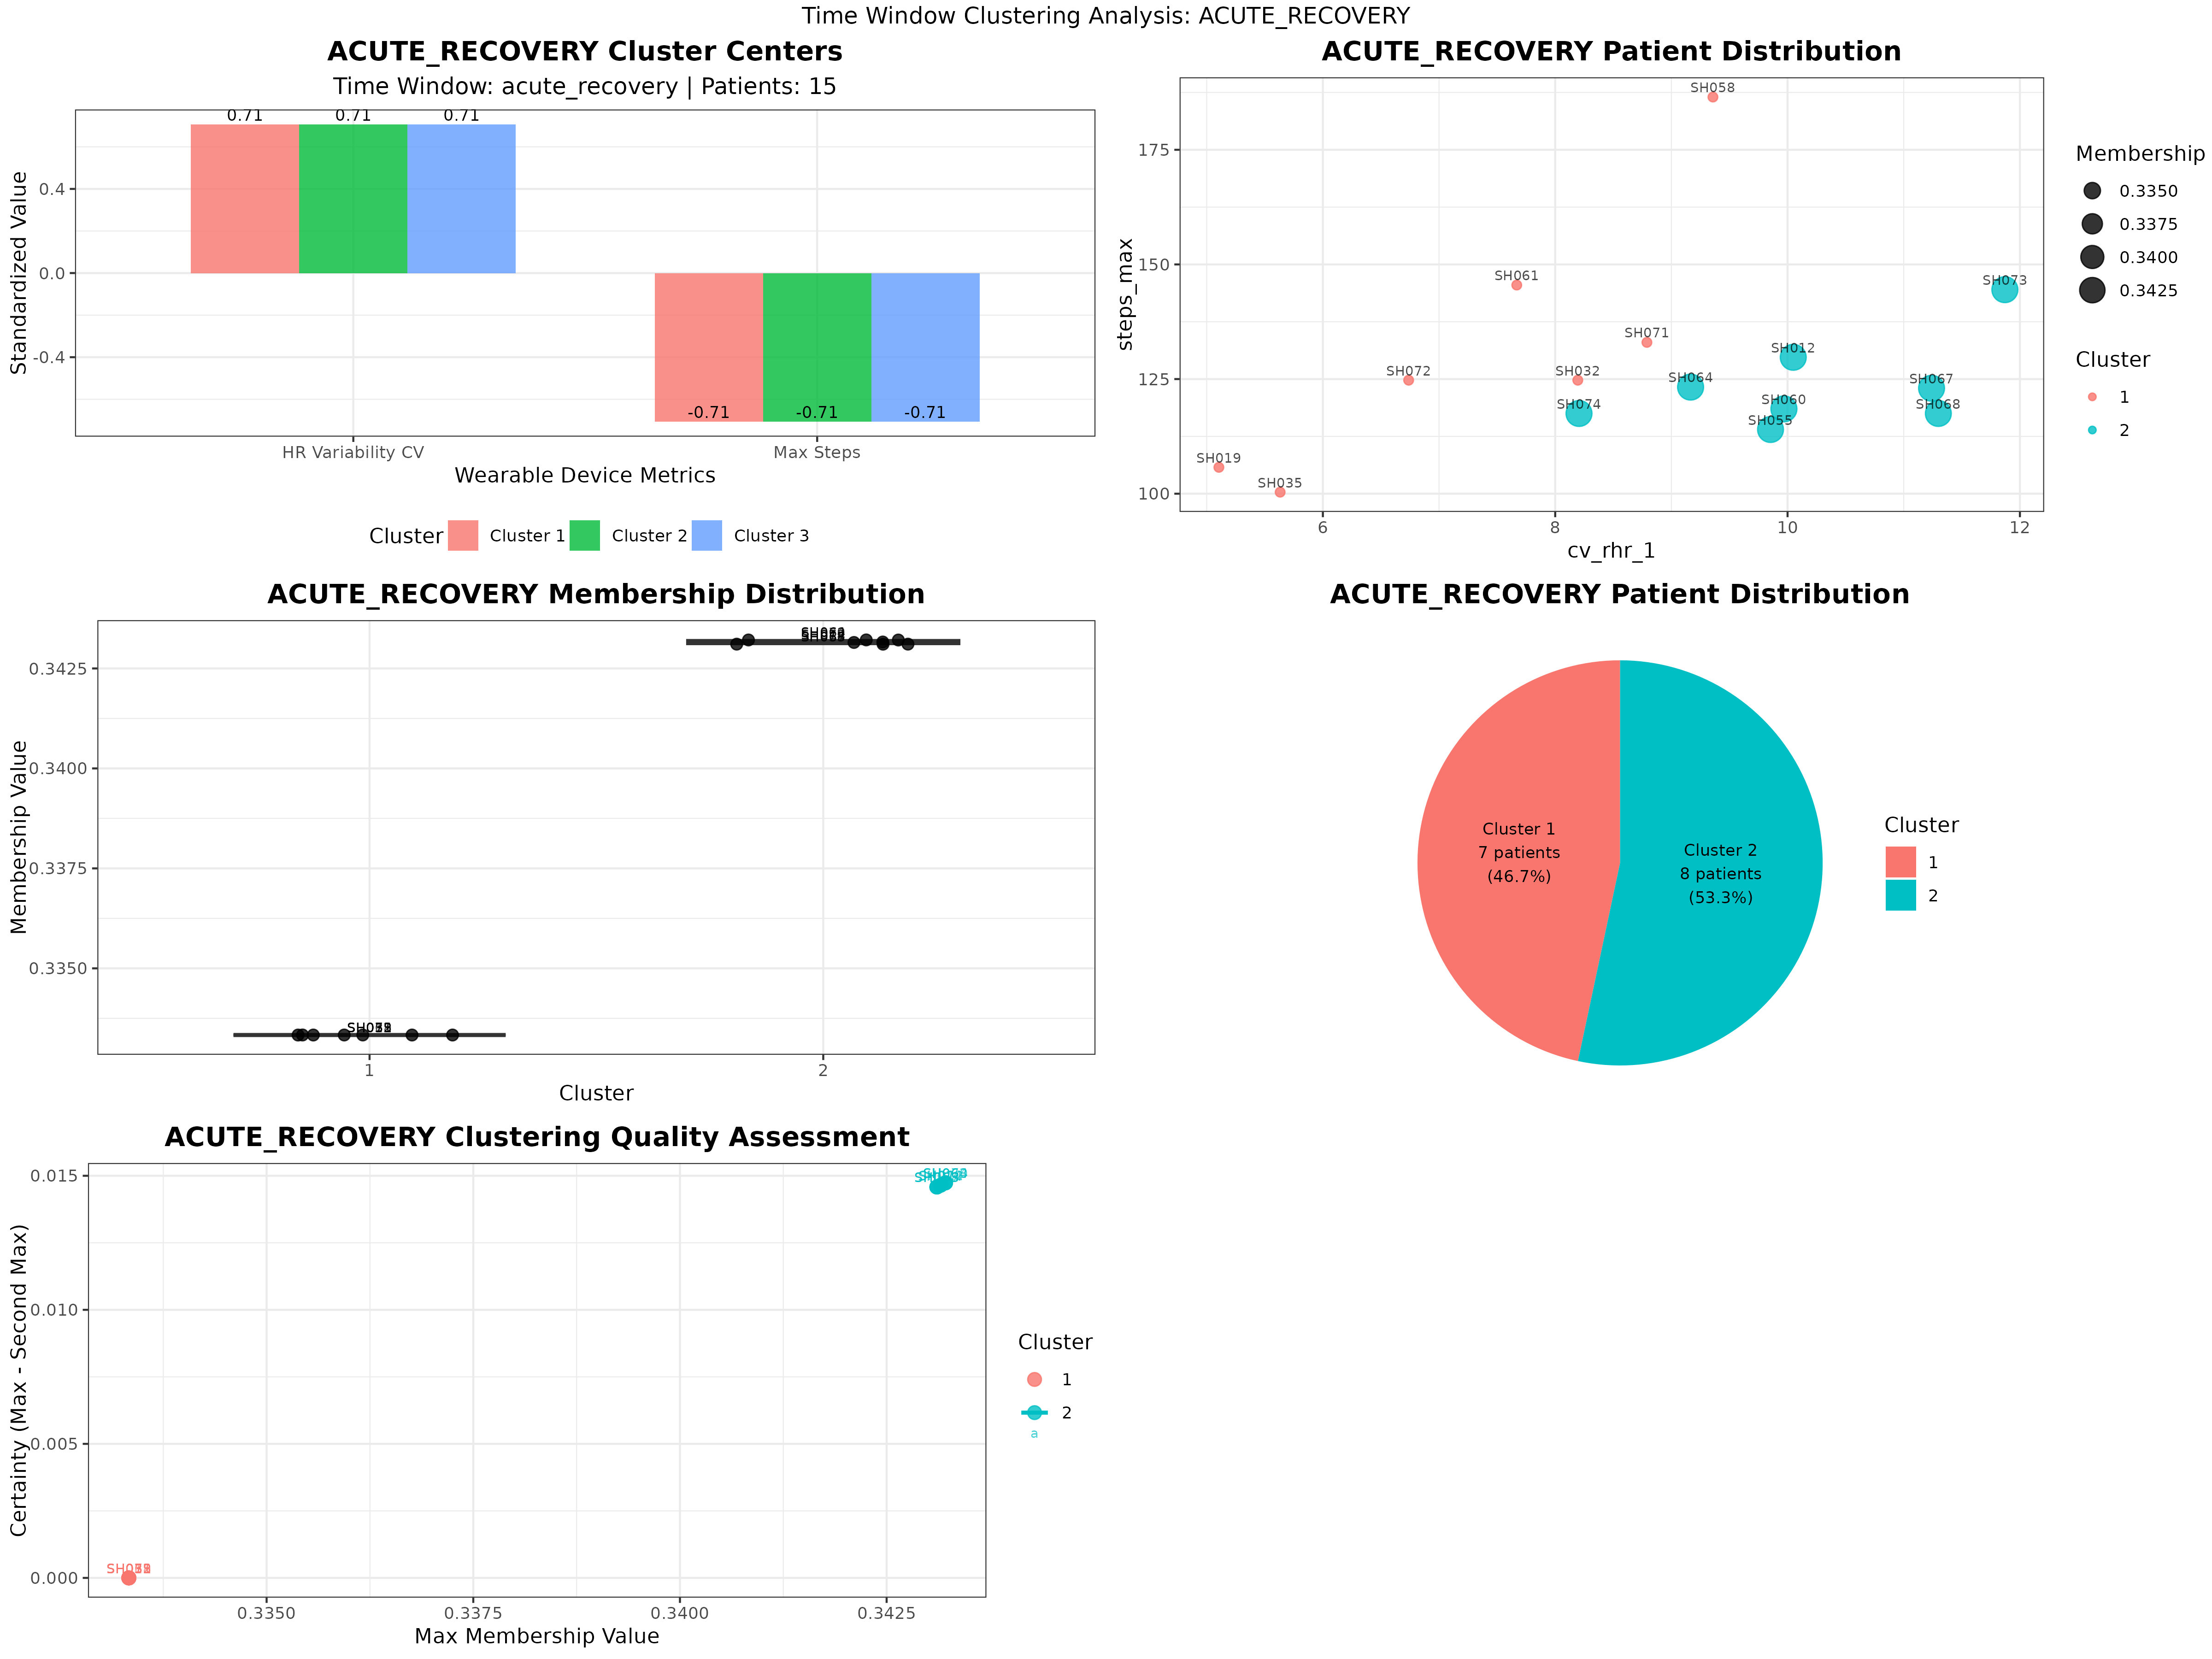 Time Window Clustering Analysis: ACUTE_RECOVERY
ACUTE_RECOVERY Cluster Centers
Time Window: acute_recovery | Patients: 15
Standardized Value
0.4
0.0
-0.4
0.71
0.71
0.71
-0.71
-0.71
-0.71
HR Variability CV
Max Steps
Wearable Device Metrics
Cluster
Cluster 1
Cluster 2
Cluster 3
ACUTE_RECOVERY Patient Distribution
steps_max
175
150
125
100
SH058
SH061
SH073
SH071
SH012
SH072
SH032
SH064
SH067
SH074
SH060
SH068
SH055
SH019
SH035
6
8
10
12
cv_rhr_1
Membership
0.3350
0.3375
0.3400
0.3425
Cluster
1
2
ACUTE_RECOVERY Membership Distribution
Membership Value
0.3425
0.3400
0.3375
0.3350
1
2
Cluster
ACUTE_RECOVERY Patient Distribution
Cluster 1
7 patients
(46.7%)
Cluster 2
8 patients
(53.3%)
Cluster
1
2
ACUTE_RECOVERY Clustering Quality Assessment
Certainty (Max - Second Max)
0.015
0.010
0.005
0.000
0.3350
0.3375
0.3400
0.3425
Max Membership Value
Cluster
1
2
a